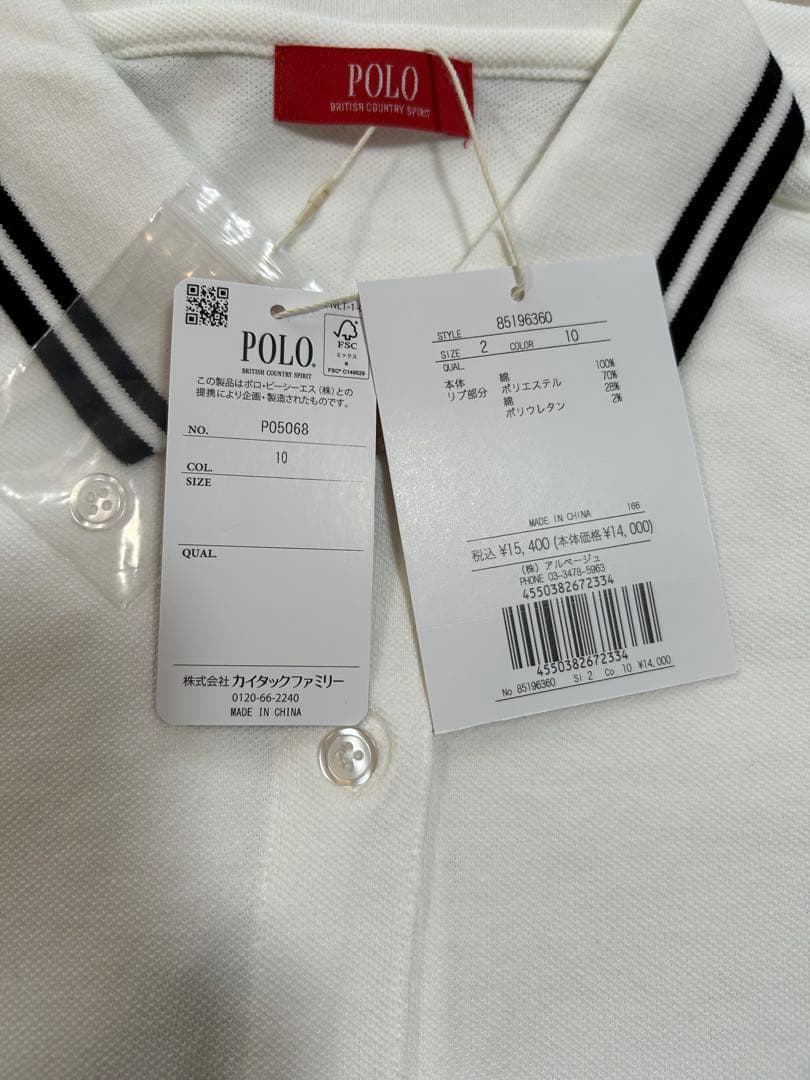 POLO
BRITISH COUNTRY SPIRIT
POLO
BRITISH COUNTRY SPIRIT
FSC
ミックス
FSC® C149629
この製品はポロ・ビーシーエス(株)との
提携により企画・製造されたものです。
NO. PO5068
COL. 10
SIZE
QUAL.
株式会社 カイタックファミリー
0120-66-2240
MADE IN CHINA
STYLE 85196360
SIZE 2 COLOR 10
QUAL.
本体 綿 100%
リブ部分 ポリエステル 70%
綿 28%
ポリウレタン 2%
166
MADE IN CHINA
税込 ¥15,400 (本体価格¥14,000)
(株) アルページュ
PHONE 03-3478-5963
4550382672334
4550382672334
No 85196360 Si 2 Co 10 ¥14,000